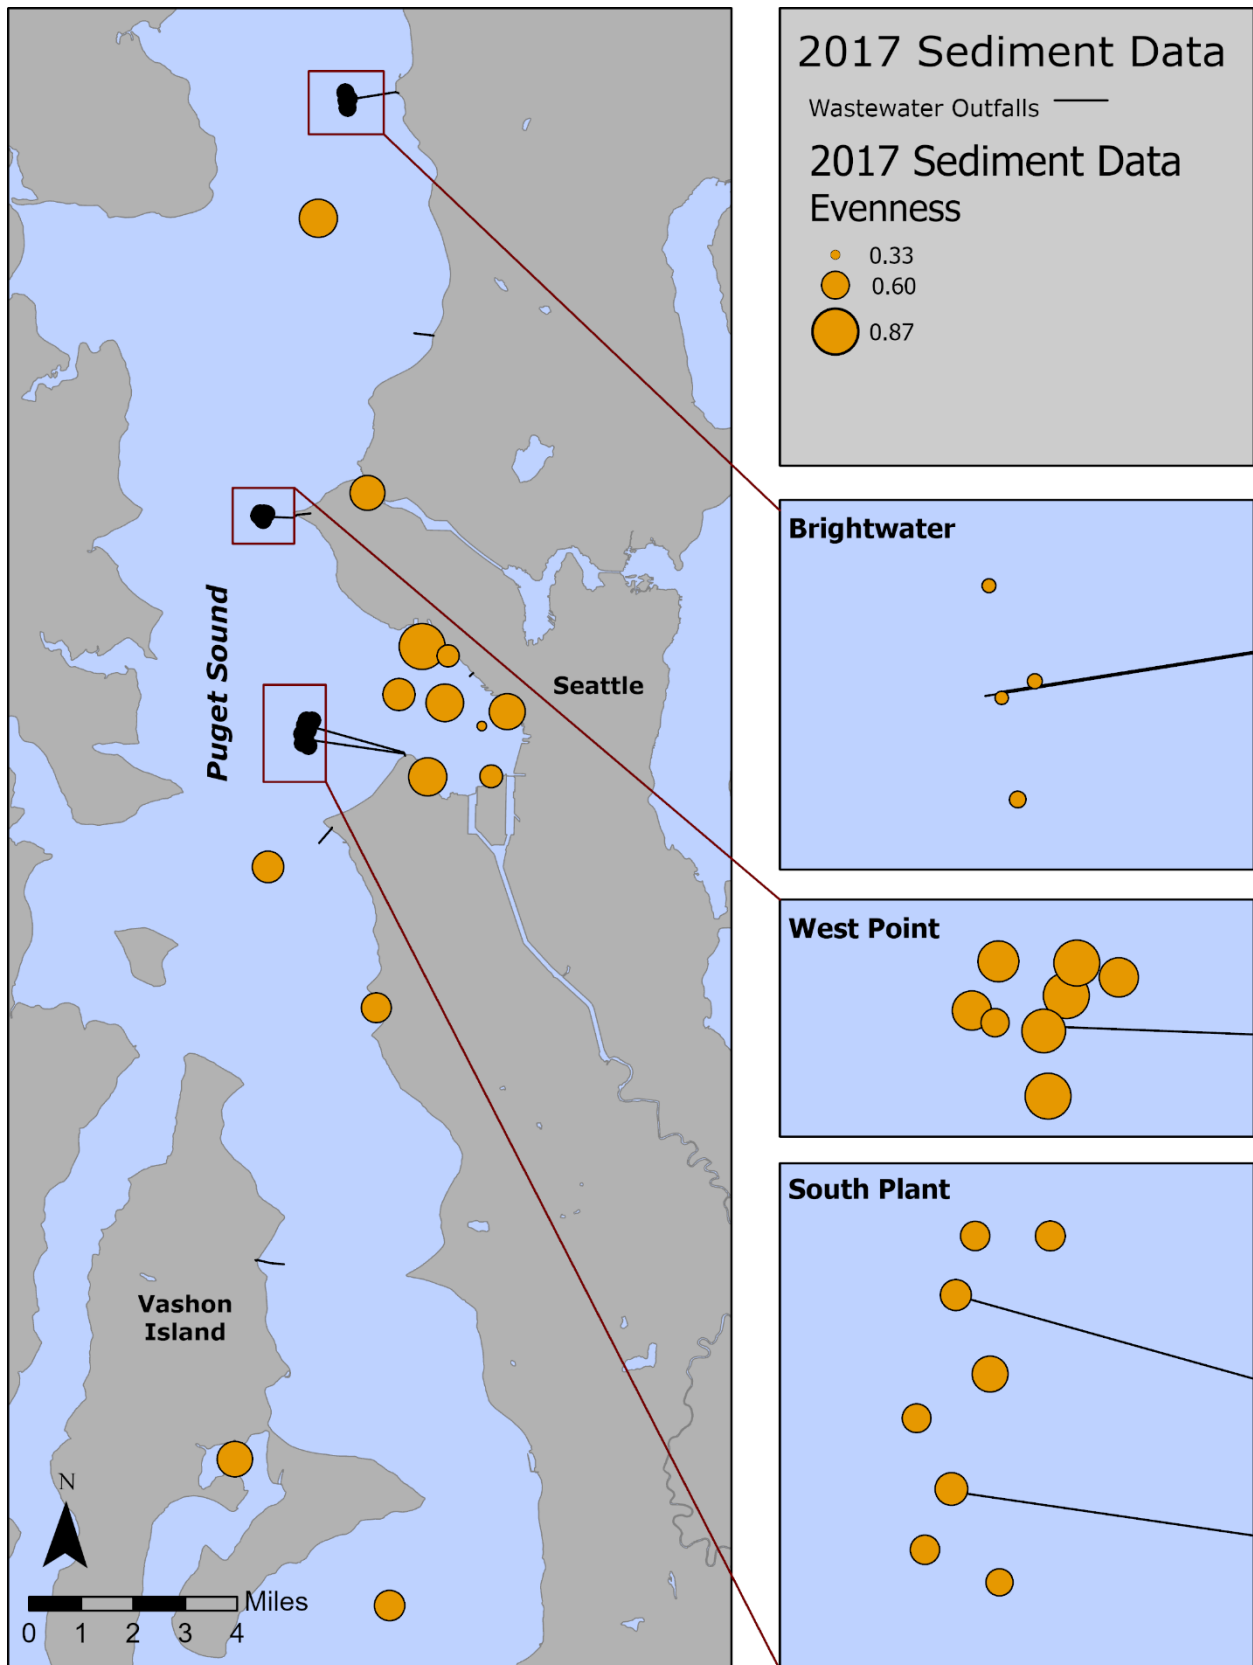 2017 Sediment Data
Wastewater Outfalls
2017 Sediment Data
Evenness
0.33
0.60
0.87
Brightwater
West Point
South Plant
Puget Sound
Seattle
Vashon
Island
N
Miles
0 1 2 3 4